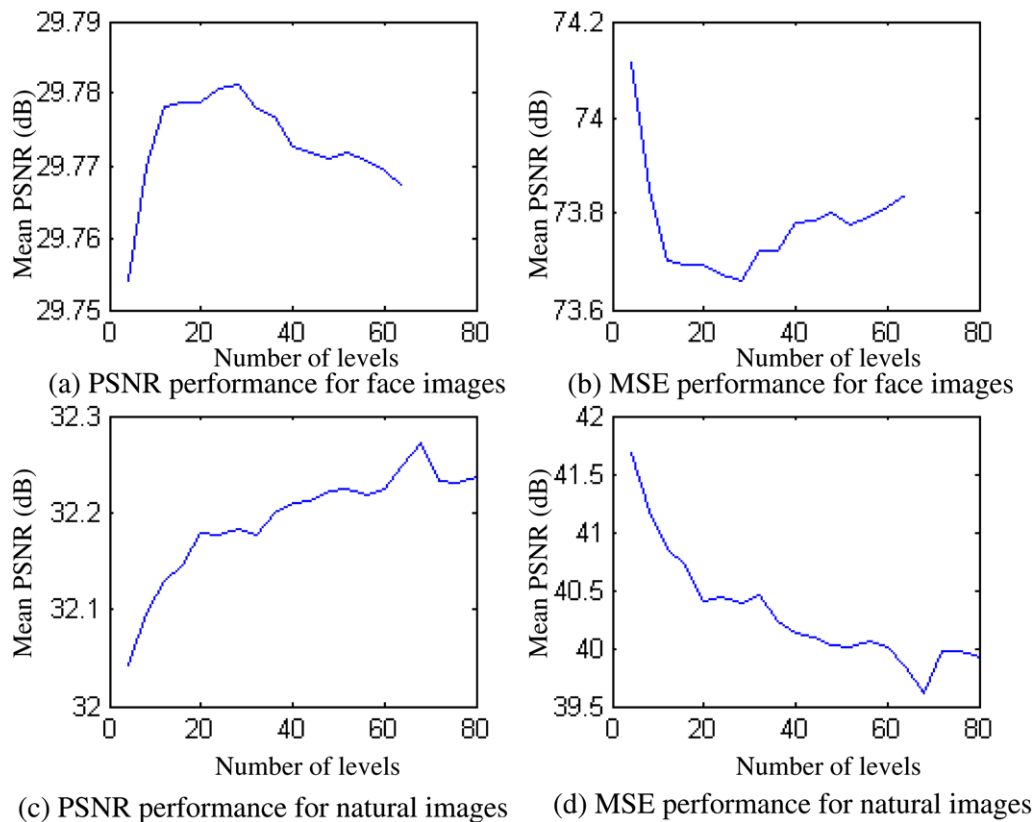 29.79
29.78
29.77
29.76
29.75
Mean PSNR (dB)
0 20 40 60 80
Number of levels
(a) PSNR performance for face images
74.2
74
73.8
73.6
Mean PSNR (dB)
0 20 40 60 80
Number of levels
(b) MSE performance for face images
32.3
32.2
32.1
32
Mean PSNR (dB)
0 20 40 60 80
Number of levels
(c) PSNR performance for natural images
42
41.5
41
40.5
40
39.5
Mean PSNR (dB)
0 20 40 60 80
Number of levels
(d) MSE performance for natural images